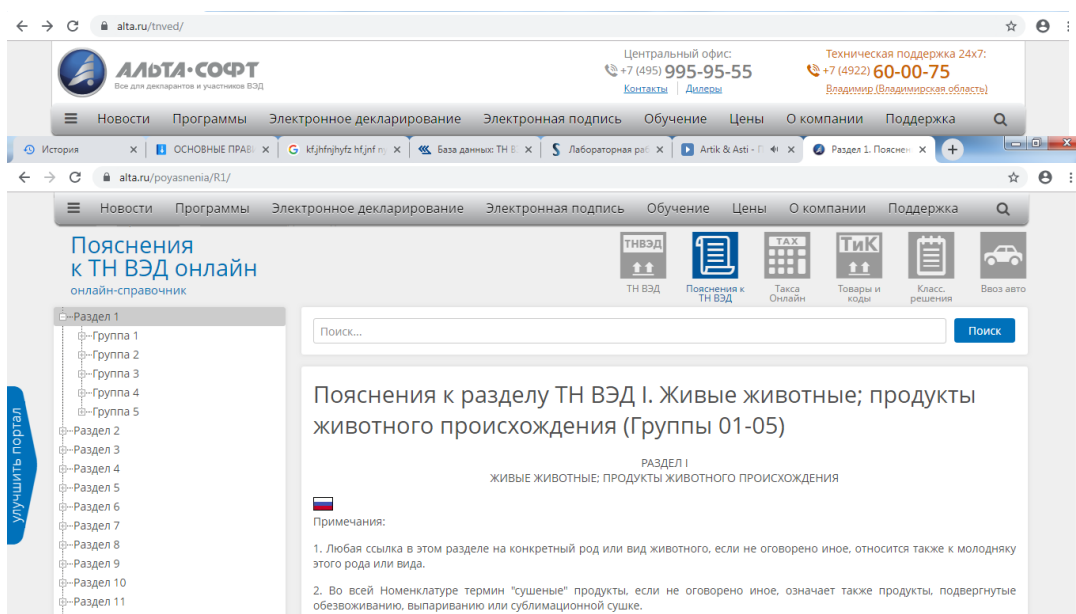 alta.ru/tnved/
Центральный офис:
Техническая поддержка 24x7:
АЛЬТА·СОФТ
+7 (495) 995-95-55
+7 (4922) 60-00-75
Все для декларантов и участников ВЭД
Контакты
Дилеры
Владимир (Владимирская область)
Новости Программы Электронное декларирование Электронная подпись Обучение Цены О компании Поддержка
История
ОСНОВНЫЕ ПРАВ
kf,jhfnjhyfz hf,jnf
База данных: ТН В
Лабораторная раб
Artik & Asti -
Раздел 1. Пояснен
alta.ru/poyasnenia/R1/
Новости Программы Электронное декларирование Электронная подпись Обучение Цены О компании Поддержка
Пояснения
к ТН ВЭД онлайн
онлайн-справочник
ТНВЭД
TAX
ТиК
ТН ВЭД
Пояснения к
ТН ВЭД
Такса
Онлайн
Товары и
коды
Класс.
решения
Ввоз авто
Раздел 1
Группа 1
Группа 2
Группа 3
Группа 4
Группа 5
Раздел 2
Раздел 3
Раздел 4
Раздел 5
Раздел 6
Раздел 7
Раздел 8
Раздел 9
Раздел 10
Раздел 11
улучшить портал
Поиск...
Поиск
Пояснения к разделу ТН ВЭД I. Живые животные; продукты
животного происхождения (Группы 01-05)
РАЗДЕЛ I
ЖИВЫЕ ЖИВОТНЫЕ; ПРОДУКТЫ ЖИВОТНОГО ПРОИСХОЖДЕНИЯ
Примечания:
1. Любая ссылка в этом разделе на конкретный род или вид животного, если не оговорено иное, относится также к молодняку
этого рода или вида.
2. Во всей Номенклатуре термин "сушеные" продукты, если не оговорено иное, означает также продукты, подвергнутые
обезвоживанию, выпариванию или сублимационной сушке.